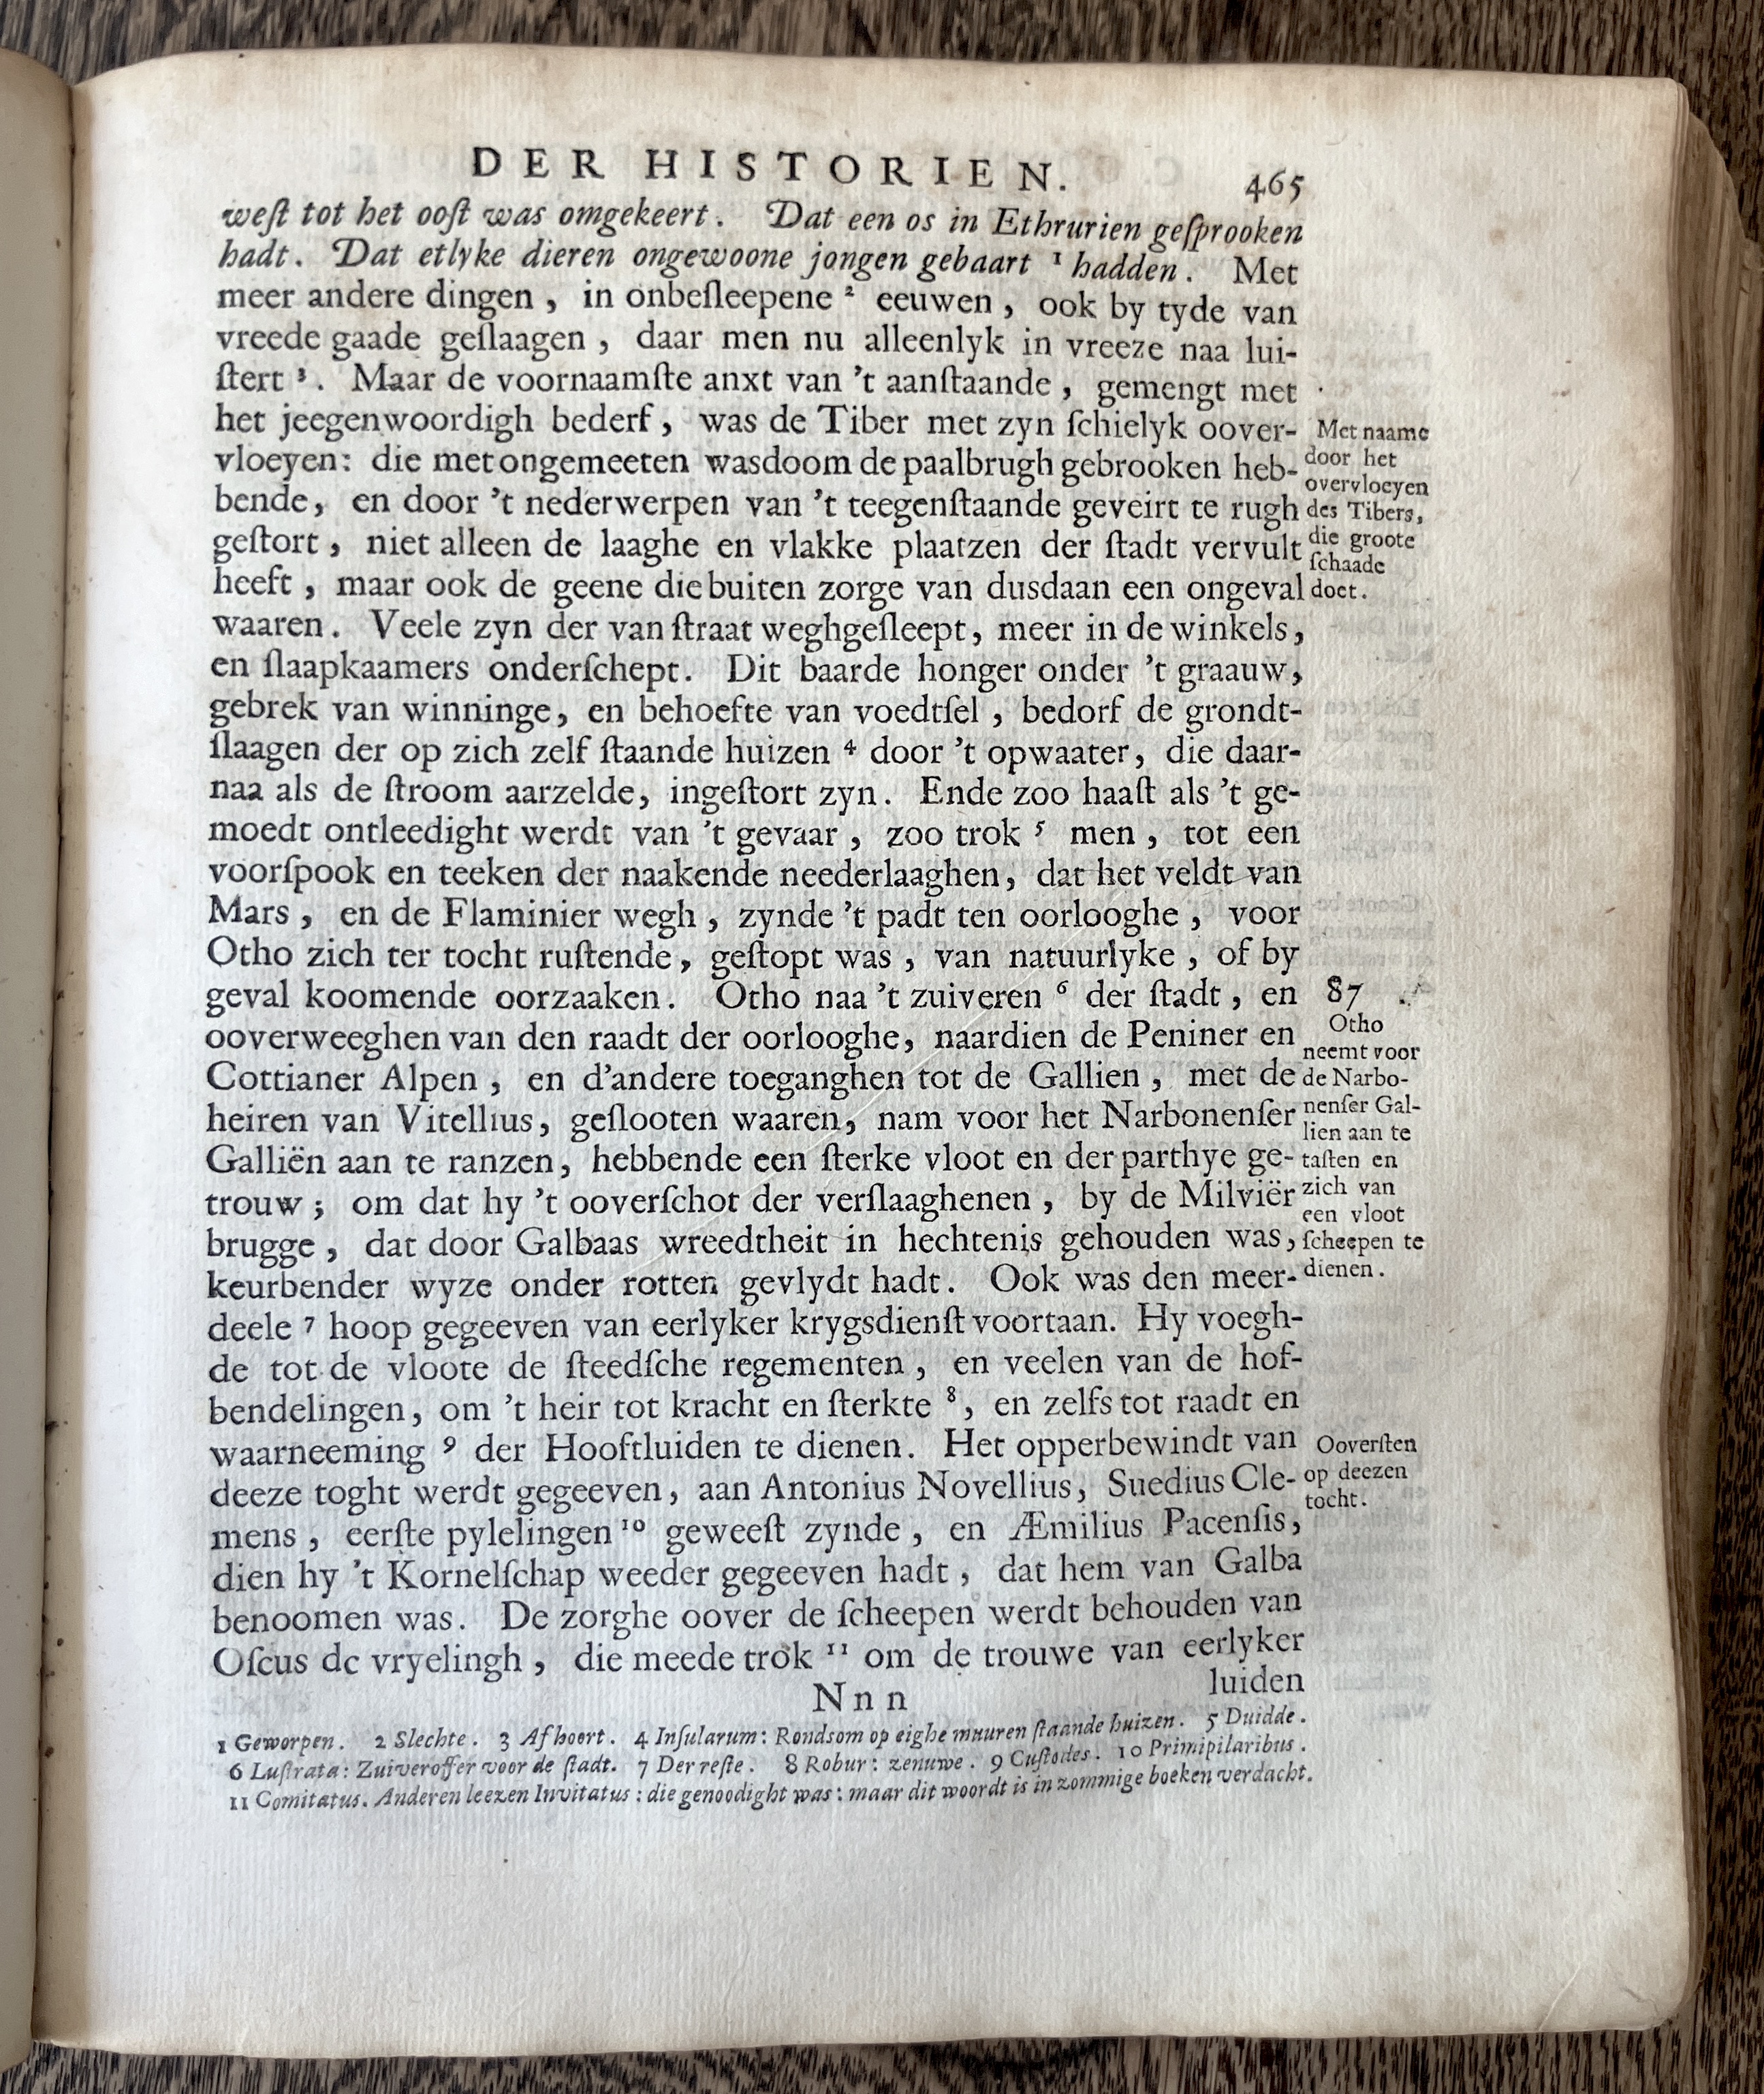 DER HISTORIEN. 465
weſt tot het ooſt was omgekeert. Dat een os in Ethrurien geſprooken
hadt. Dat etlyke dieren ongewoone jongen gebaart ¹ hadden. Met
meer andere dingen, in onbeſleepene ² eeuwen, ook by tyde van
vreede gaade geſlaagen, daar men nu alleenlyk in vreeze naa lui-
ſtert ³. Maar de voornaamſte anxt van 't aanſtaande, gemengt met
het jeegenwoordigh bederf, was de Tiber met zyn ſchielyk oover-
vloeyen: die met ongemeeten wasdoom de paalbrugh gebrooken heb-
bende, en door 't nederwerpen van 't teegenſtaande geveirt te rugh
geſtort, niet alleen de laaghe en vlakke plaatzen der ſtadt vervult
heeft, maar ook de geene die buiten zorge van dusdaan een ongeval
waaren. Veele zyn der van ſtraat weghgeſleept, meer in de winkels,
en ſlaapkaamers onderſchept. Dit baarde honger onder 't graauw,
gebrek van winninge, en behoefte van voedtſel, bedorf de grondt-
ſlaagen der op zich zelf ſtaande huizen ⁴ door 't opwaater, die daar-
naa als de ſtroom aarzelde, ingeſtort zyn. Ende zoo haaſt als 't ge-
moedt ontleedight werdt van 't gevaar, zoo trok ⁵ men, tot een
voorſpook en teeken der naakende neederlaaghen, dat het veldt van
Mars, en de Flaminier wegh, zynde 't padt ten oorlooghe, voor
Otho zich ter tocht ruſtende, geſtopt was, van natuurlyke, of by
geval koomende oorzaaken. Otho naa 't zuiveren ⁶ der ſtadt, en
ooverweeghen van den raadt der oorlooghe, naardien de Peniner en
Cottianer Alpen, en d'andere toeganghen tot de Gallien, met de
heiren van Vitellius, geſlooten waaren, nam voor het Narbonenſer
Galliën aan te ranzen, hebbende een ſterke vloot en der parthye ge-
trouw; om dat hy 't ooverſchot der verſlaaghenen, by de Milviër
brugge, dat door Galbaas wreedtheit in hechtenis gehouden was,
keurbender wyze onder rotten gevlydt hadt. Ook was den meer-
deele ⁷ hoop gegeeven van eerlyker krygsdienſt voortaan. Hy voegh-
de tot de vloote de ſteedſche regementen, en veelen van de hof-
bendelingen, om 't heir tot kracht en ſterkte ⁸, en zelfs tot raadt en
waarneeming ⁹ der Hooftluiden te dienen. Het opperbewindt van
deeze toght werdt gegeeven, aan Antonius Novellius, Suedius Cle-
mens, eerſte pylelingen ¹⁰ geweeſt zynde, en Æmilius Pacenſis,
dien hy 't Kornelſchap weeder gegeeven hadt, dat hem van Galba
benoomen was. De zorghe oover de ſcheepen werdt behouden van
Oſcus de vryelingh, die meede trok ¹¹ om de trouwe van eerlyker
Nnn luiden
Met naame
door het
overvloeyen
des Tibers,
die groote
ſchaade
doet.
87
Otho
neemt voor
de Narbo-
nenſer Gal-
lien aan te
taſten en
zich van
een vloot
ſcheepen te
dienen.
Ooverſten
op deezen
tocht.
1 Geworpen. 2 Slechte. 3 Af hoort. 4 Inſularum: Rondsom op eighe muuren ſtaande huizen. 5 Duidde.
6 Luſtrata: Zuiveroffer voor de ſtadt. 7 Der reſte. 8 Robur: zenuwe. 9 Cuſtodes. 10 Primipilaribus.
11 Comitatus. Anderen leezen Invitatus: die genoodight was: maar dit woordt is in zommige boeken verdacht.